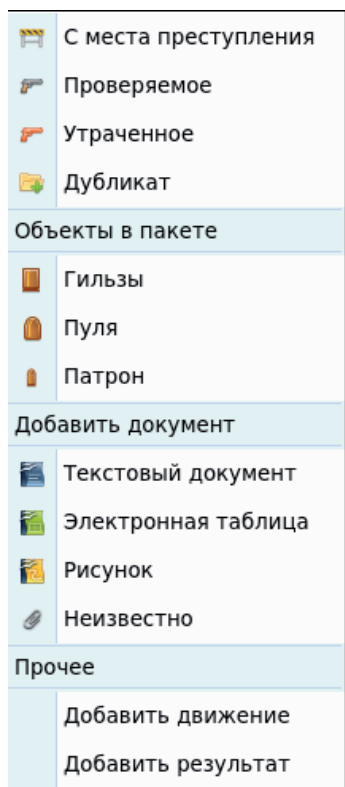 С места преступления
Проверяемое
Утраченное
Дубликат
Объекты в пакете
Гильзы
Пуля
Патрон
Добавить документ
Текстовый документ
Электронная таблица
Рисунок
Неизвестно
Прочее
Добавить движение
Добавить результат